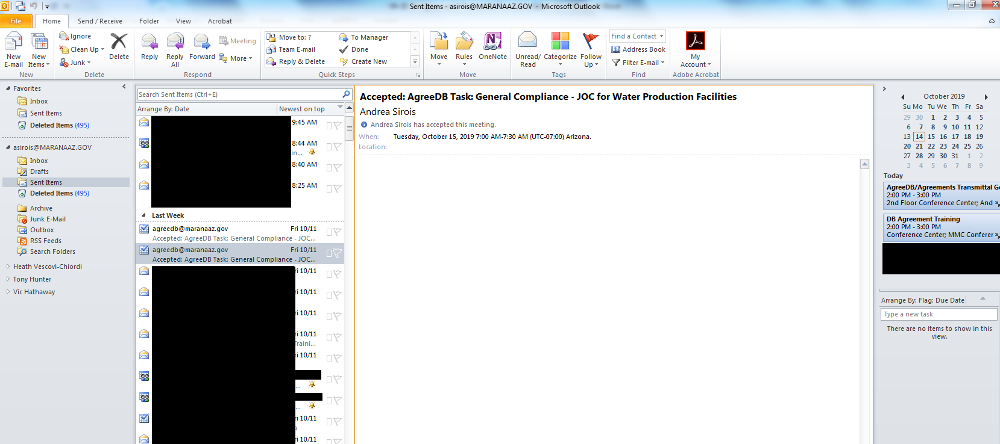 Sent Items - asirois@MARANAAZ.GOV - Microsoft Outlook
File Home Send / Receive Folder View Acrobat
New E-mail
New Items
New
Ignore
Clean Up
Junk
Delete
Delete
Reply
Reply All
Forward
Meeting
More
Respond
Move to: ?
Team E-mail
Reply & Delete
To Manager
Done
Create New
Quick Steps
Move
Rules
OneNote
Move
Unread/ Read
Categorize
Follow Up
Tags
Find a Contact
Address Book
Filter E-mail
Find
My Account
Adobe Acrobat
Favorites
Inbox
Sent Items
Deleted Items (495)
asirois@MARANAAZ.GOV
Inbox
Drafts
Sent Items
Deleted Items (495)
Archive
Junk E-Mail
Outbox
RSS Feeds
Search Folders
Heath Vescovi-Chiordi
Tony Hunter
Vic Hathaway
Search Sent Items (Ctrl+E)
Arrange By: Date Newest on top
9:45 AM
8:44 AM
in...
8:40 AM
8:25 AM
Last Week
agreedb@maranaaz.gov Fri 10/11
Accepted: AgreeDB Task: General Compliance - JOC...
agreedb@maranaaz.gov Fri 10/11
Accepted: AgreeDB Task: General Compliance - JOC...
ri 10/11
ri 10/11
ri 10/11
ri 10/11
Traini...
ri 10/11
...
...
ri 10/11
a
ri 10/11
Accepted: AgreeDB Task: General Compliance - JOC for Water Production Facilities
Andrea Sirois
Andrea Sirois has accepted this meeting.
When: Tuesday, October 15, 2019 7:00 AM-7:30 AM (UTC-07:00) Arizona.
Location:
October 2019
Su Mo Tu We Th Fr Sa
29 30 1 2 3 4 5
6 7 8 9 10 11 12
13 14 15 16 17 18 19
20 21 22 23 24 25 26
27 28 29 30 31 1 2
3 4 5 6 7 8 9
Today
AgreeDB/Agreements Transmittal Ge
2:00 PM - 3:00 PM
2nd Floor Conference Center; And
DB Agreement Training
2:00 PM - 3:00 PM
Conference Center; MMC Conferer
Arrange By: Flag: Due Date
Type a new task
There are no items to show in this
view.